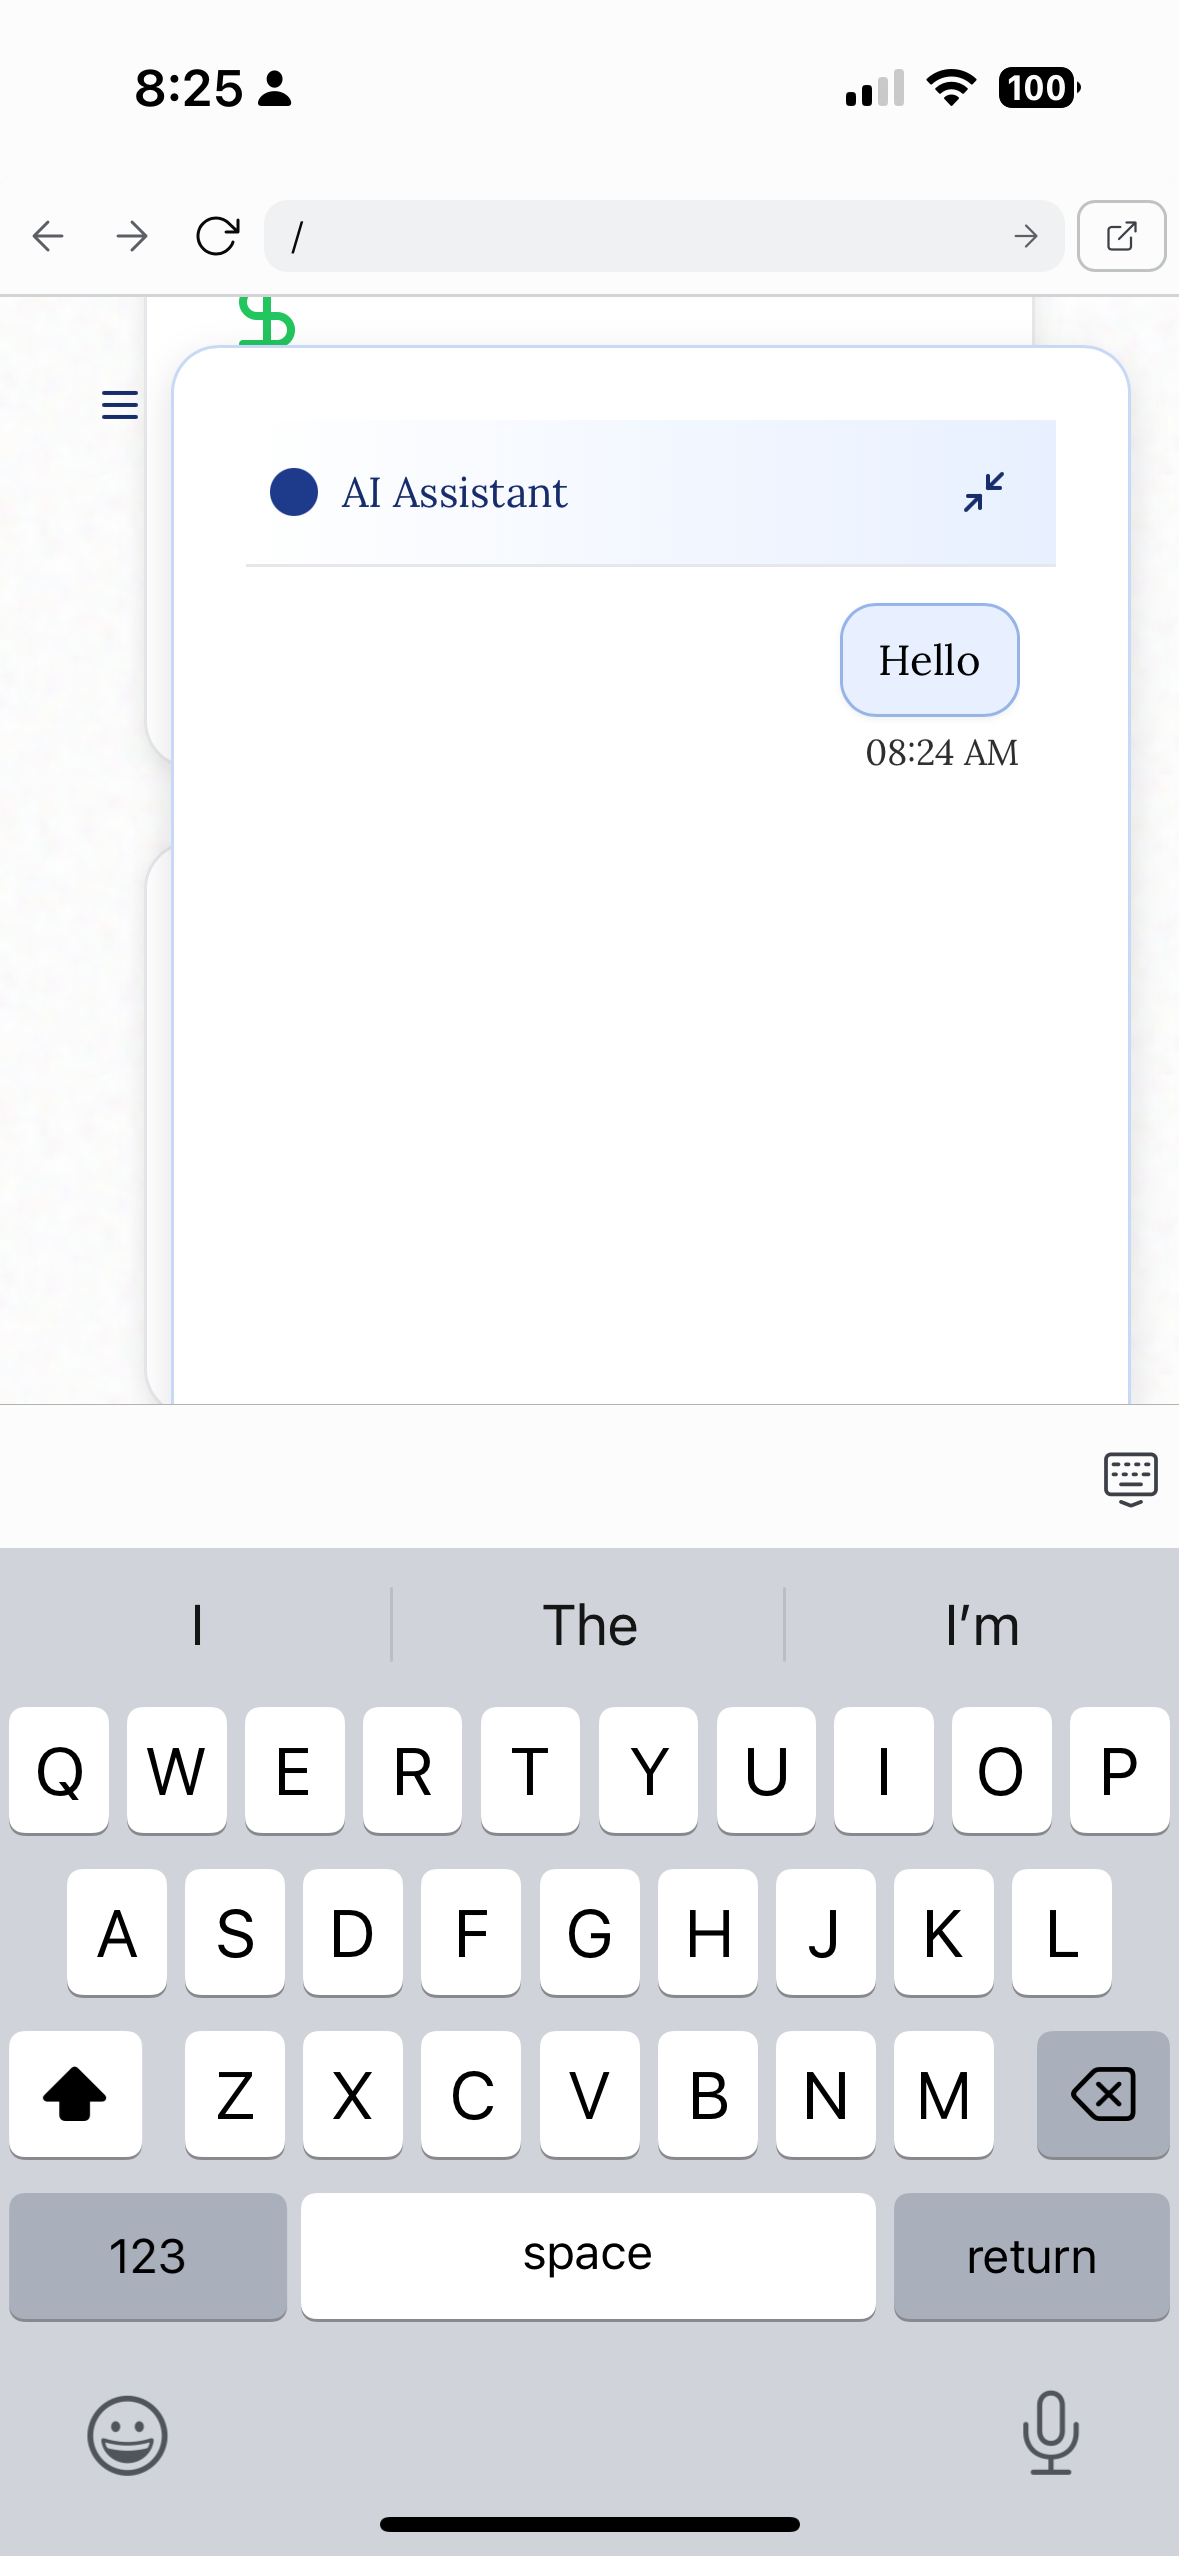 8:25
100
/
$
AI Assistant
Hello
08:24 AM
I The I’m
Q W E R T Y U I O P
A S D F G H J K L
Z X C V B N M
123 space return